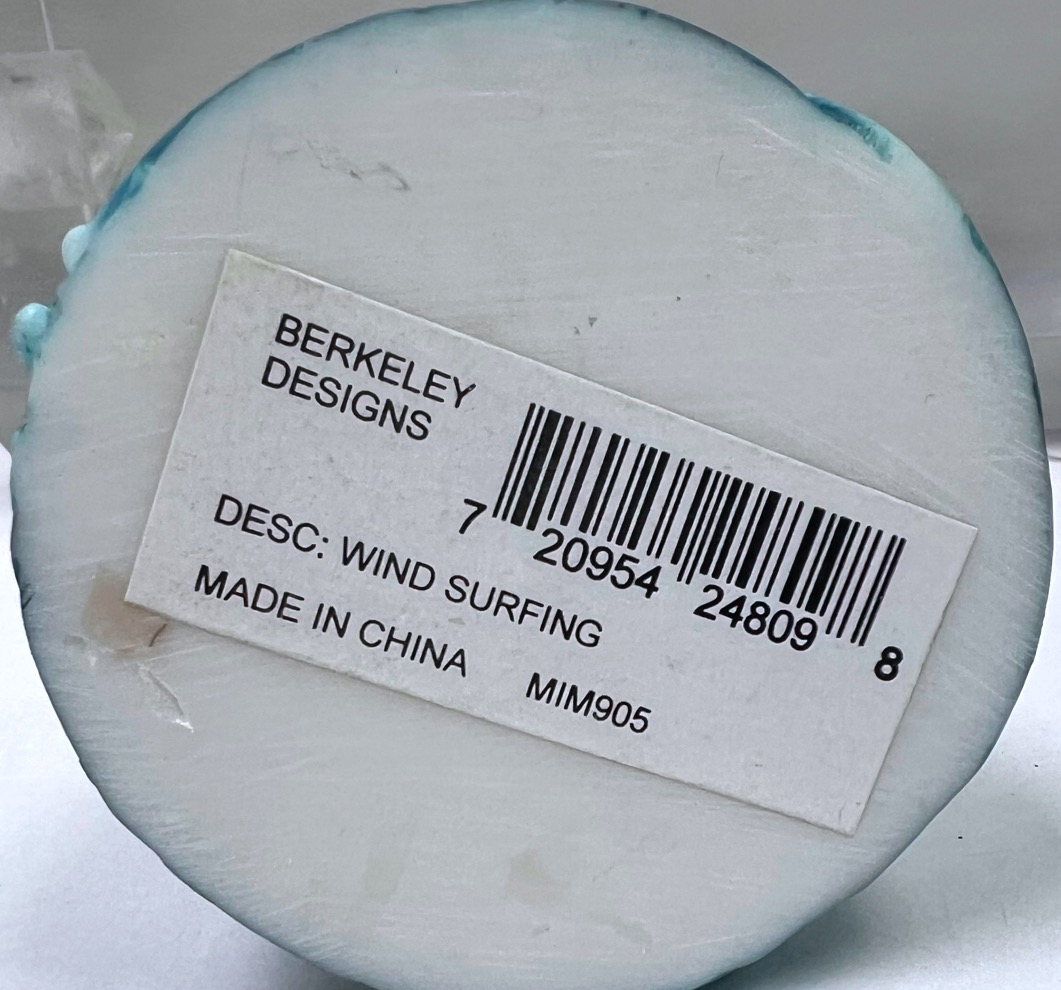 BERKELEY
DESIGNS
7 20954 24809 8
DESC: WIND SURFING
MADE IN CHINA MIM905